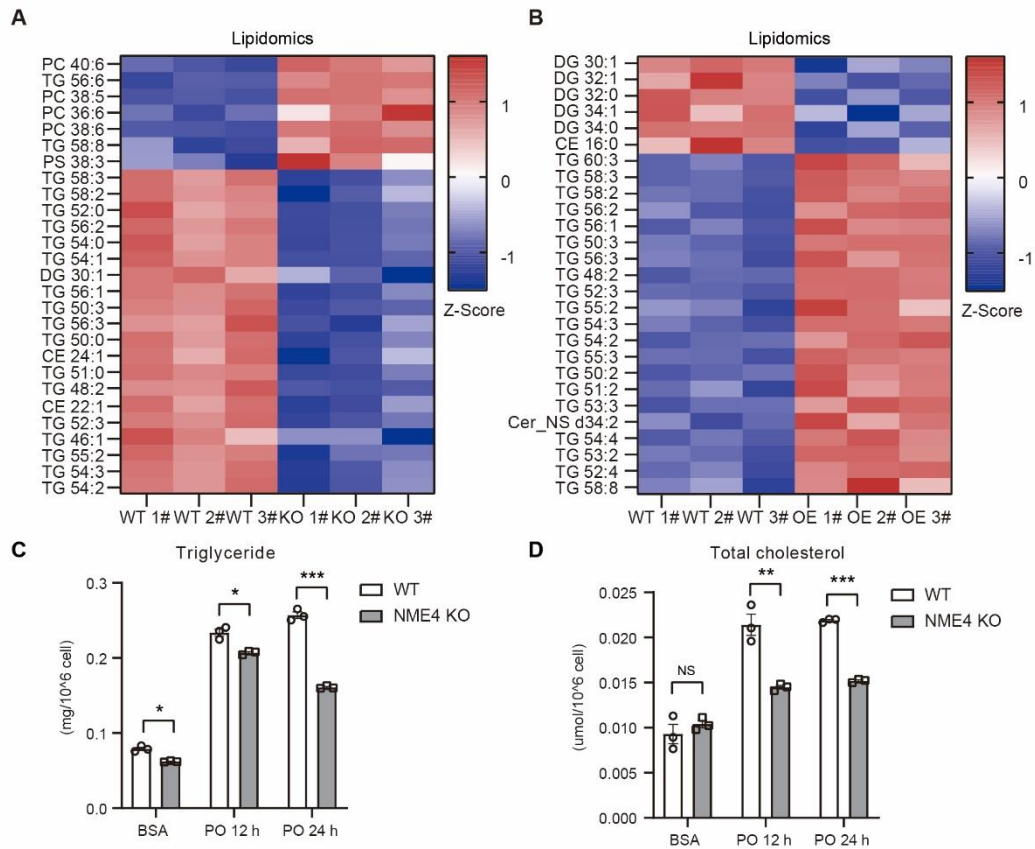 A
Lipidomics
PC 40:6
TG 56:6
PC 38:5
PC 36:6
PC 38:6
TG 58:8
PS 38:3
TG 58:3
TG 58:2
TG 52:0
TG 56:2
TG 54:0
TG 54:1
DG 30:1
TG 56:1
TG 50:3
TG 56:3
TG 50:0
CE 24:1
TG 51:0
TG 48:2
CE 22:1
TG 52:3
TG 46:1
TG 55:2
TG 54:3
TG 54:2
WT 1# WT 2# WT 3# KO 1# KO 2# KO 3#
1
0
-1
Z-Score
B
Lipidomics
DG 30:1
DG 32:1
DG 32:0
DG 34:1
DG 34:0
CE 16:0
TG 60:3
TG 58:3
TG 58:2
TG 56:2
TG 56:1
TG 50:3
TG 56:3
TG 48:2
TG 52:3
TG 55:2
TG 54:3
TG 54:2
TG 55:3
TG 50:2
TG 51:2
TG 53:3
Cer_NS d34:2
TG 54:4
TG 53:2
TG 52:4
TG 58:8
WT 1# WT 2# WT 3# OE 1# OE 2# OE 3#
1
0
-1
Z-Score
C
Triglyceride
(mg/10^6 cell)
0.3
0.2
0.1
0.0
*
*
***
BSA PO 12 h PO 24 h
WT
NME4 KO
D
Total cholesterol
(umol/10^6 cell)
0.025
0.020
0.015
0.010
0.005
0.000
NS
**
***
BSA PO 12 h PO 24 h
WT
NME4 KO